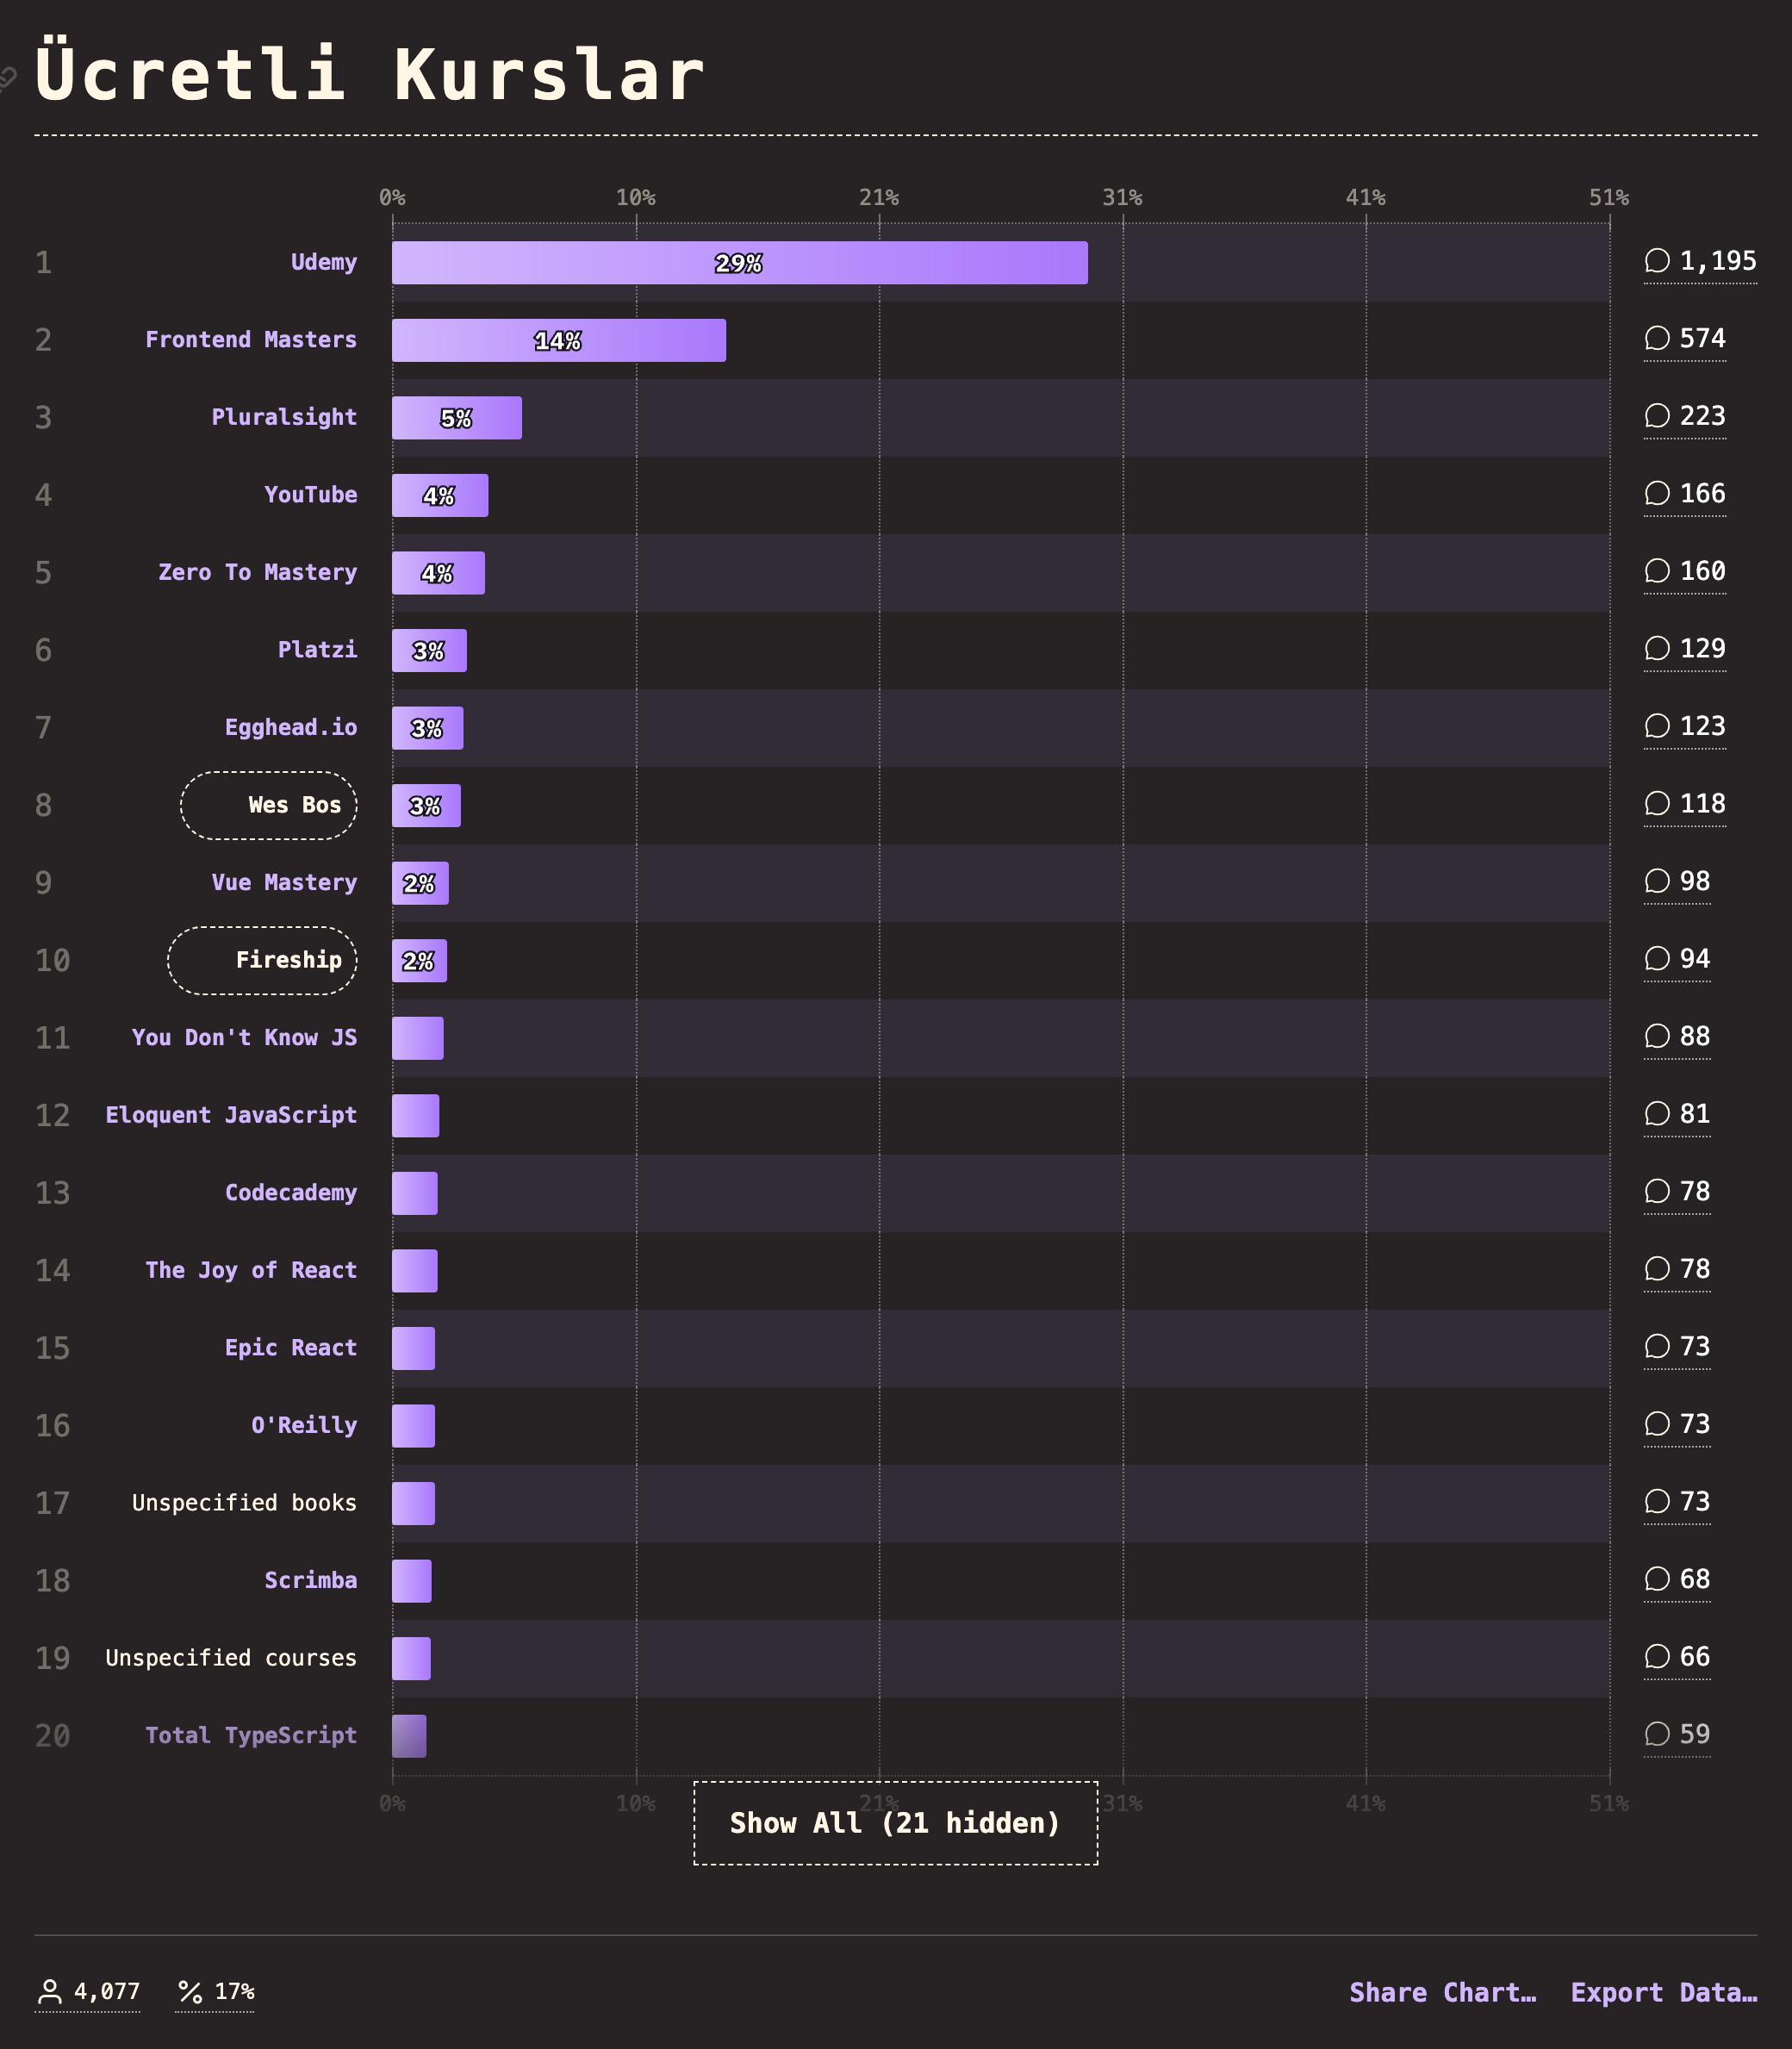 Ücretli Kurslar
0% 10% 21% 31% 41% 51%
1 Udemy 29% 1,195
2 Frontend Masters 14% 574
3 Pluralsight 5% 223
4 YouTube 4% 166
5 Zero To Mastery 4% 160
6 Platzi 3% 129
7 Egghead.io 3% 123
8 Wes Bos 3% 118
9 Vue Mastery 2% 98
10 Fireship 2% 94
11 You Don't Know JS 88
12 Eloquent JavaScript 81
13 Codecademy 78
14 The Joy of React 78
15 Epic React 73
16 O'Reilly 73
17 Unspecified books 73
18 Scrimba 68
19 Unspecified courses 66
20 Total TypeScript 59
0% 10% 21% 31% 41% 51%
Show All (21 hidden)
4,077 17% Share Chart… Export Data…